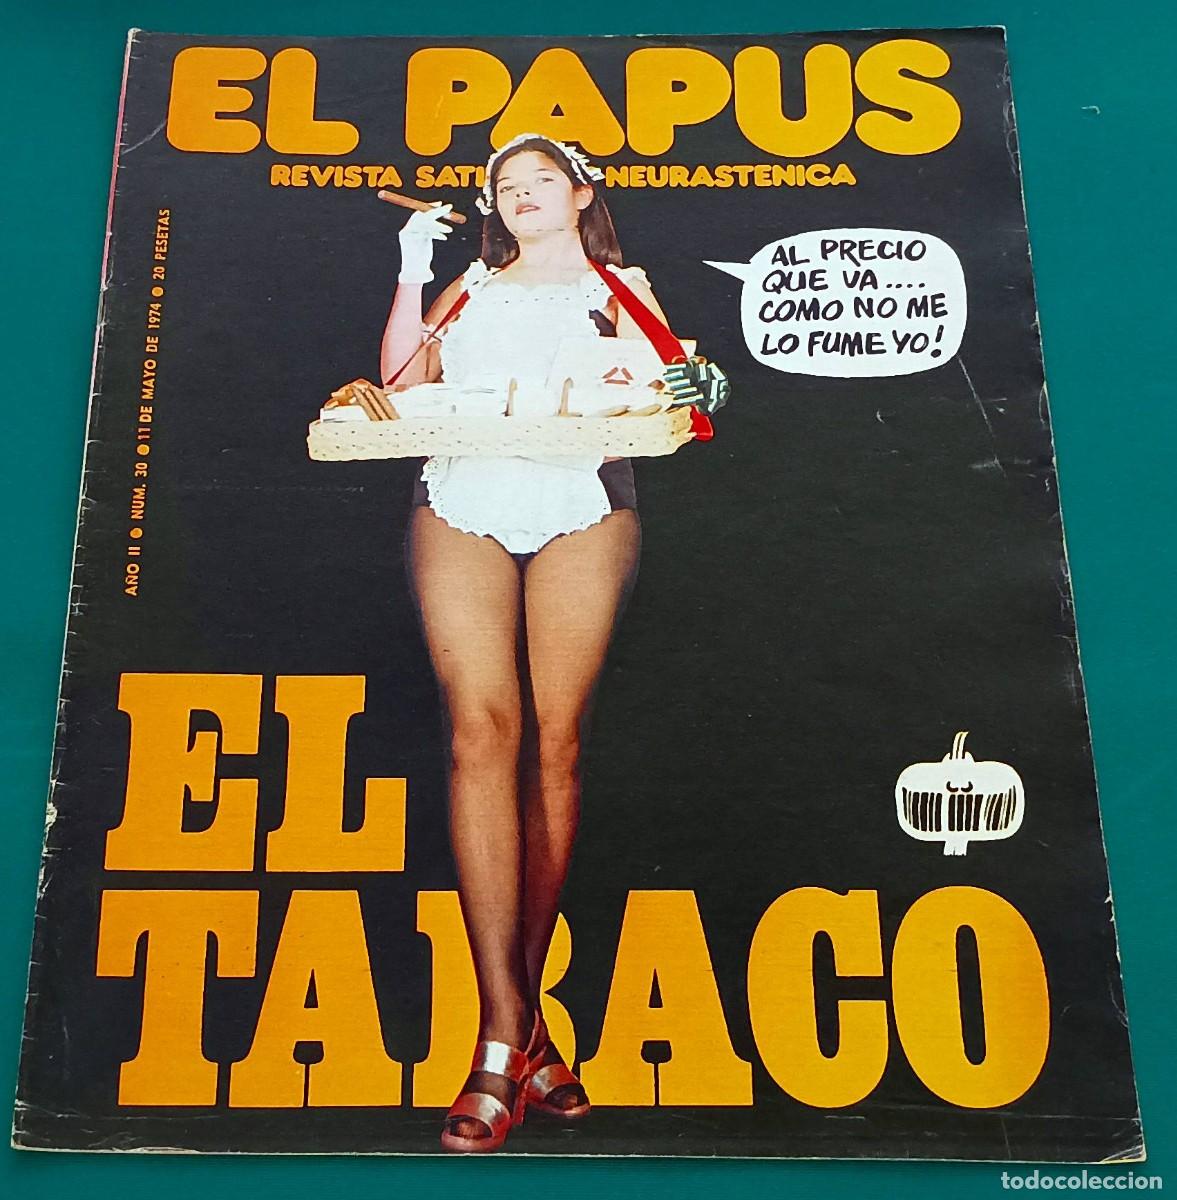 EL PAPUS
REVISTA SATI NEURASTENICA
AÑO II ● NUM. 30 ● 11 DE MAYO DE 1974 ● 20 PESETAS
AL PRECIO
QUE VA....
COMO NO ME
LO FUME YO!
EL
TABACO
todocoleccion